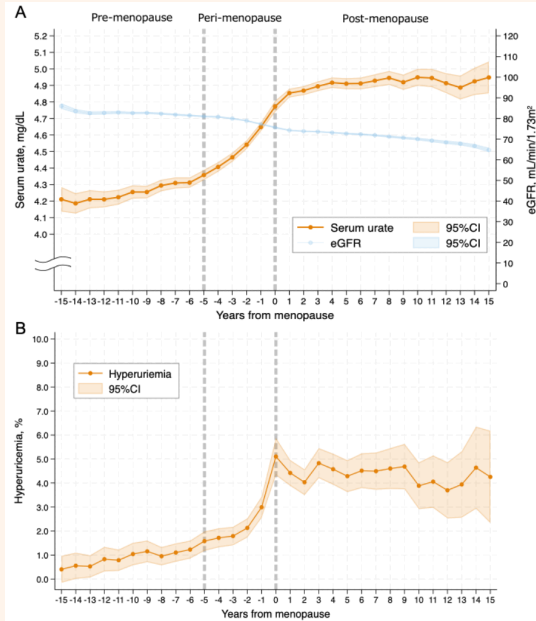 A
Pre-menopause Peri-menopause Post-menopause
5.2
5.1
5.0
4.9
4.8
4.7
4.6
4.5
4.4
4.3
4.2
4.1
4.0
Serum urate, mg/dL
120
110
100
90
80
70
60
50
40
30
20
10
0
eGFR, mL/min/1.73m²
Serum urate 95%CI
eGFR 95%CI
-15 -14 -13 -12 -11 -10 -9 -8 -7 -6 -5 -4 -3 -2 -1 0 1 2 3 4 5 6 7 8 9 10 11 12 13 14 15
Years from menopause
B
10.0
9.0
8.0
7.0
6.0
5.0
4.0
3.0
2.0
1.0
0.0
Hyperuricemia, %
Hyperuriemia
95%CI
-15 -14 -13 -12 -11 -10 -9 -8 -7 -6 -5 -4 -3 -2 -1 0 1 2 3 4 5 6 7 8 9 10 11 12 13 14 15
Years from menopause